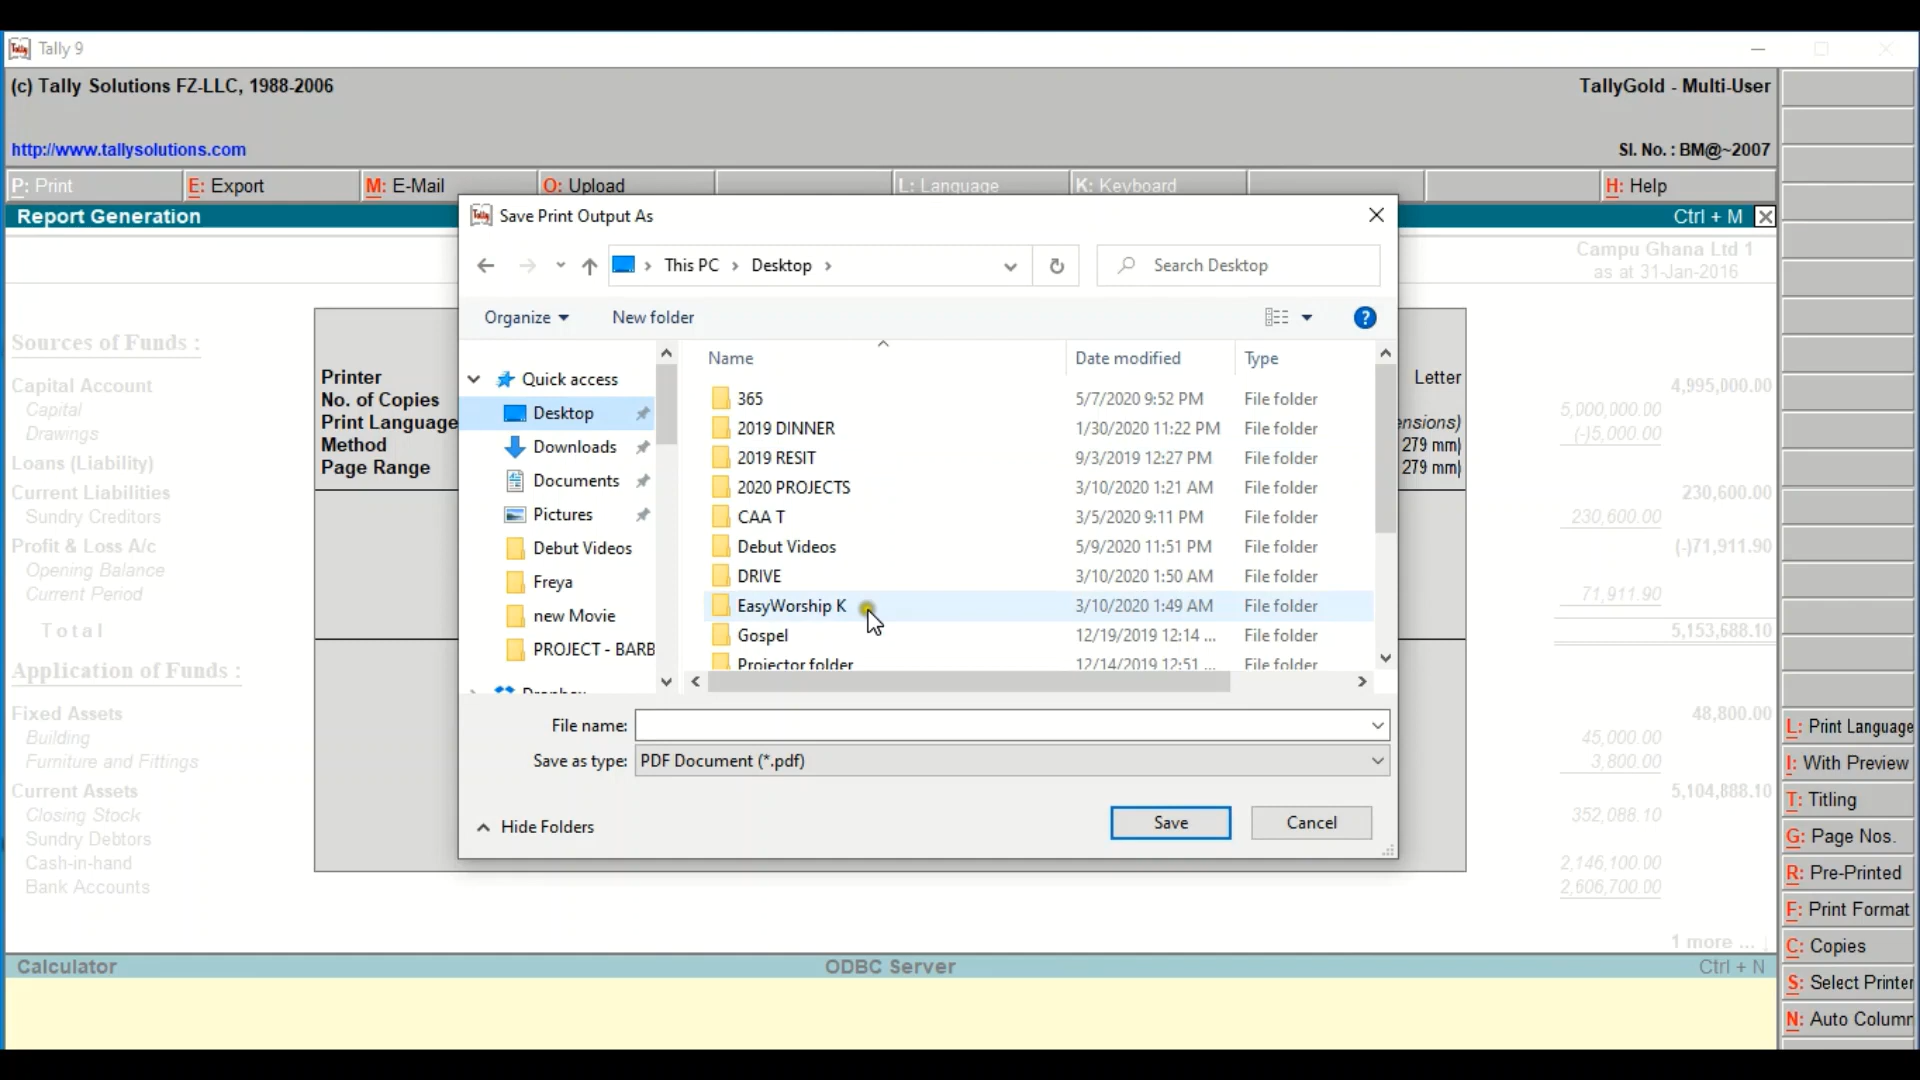 Tally 9
(c) Tally Solutions FZ-LLC, 1988-2006
TallyGold - Multi-User
http://www.tallysolutions.com
Sl. No. : BM@~2007
P: Print
E: Export
M: E-Mail
O: Upload
L: Language
K: Keyboard
H: Help
Report Generation
Ctrl + M
Campu Ghana Ltd 1
as at 31-Jan-2016
Sources of Funds :
Capital Account 4,995,000.00
Capital 5,000,000.00
Drawings (-)5,000.00
Loans (Liability)
Current Liabilities 230,600.00
Sundry Creditors 230,600.00
Profit & Loss A/c (-)71,911.90
Opening Balance
Current Period 71,911.90
Total 5,153,688.10
Application of Funds :
Fixed Assets 48,800.00
Building 45,000.00
Furniture and Fittings 3,800.00
Current Assets 5,104,888.10
Closing Stock 352,088.10
Sundry Debtors
Cash-in-hand 2,146,100.00
Bank Accounts 2,606,700.00
1 more ...
Printer
No. of Copies
Print Language
Method
Page Range
Letter
279 mm)
279 mm)
Save Print Output As
This PC
Desktop
Search Desktop
Organize
New folder
Quick access
Desktop
Downloads
Documents
Pictures
Debut Videos
Freya
new Movie
PROJECT - BARB
Name Date modified Type
365 5/7/2020 9:52 PM File folder
2019 DINNER 1/30/2020 11:22 PM File folder
2019 RESIT 9/3/2019 12:27 PM File folder
2020 PROJECTS 3/10/2020 1:21 AM File folder
CAA T 3/5/2020 9:11 PM File folder
Debut Videos 5/9/2020 11:51 PM File folder
DRIVE 3/10/2020 1:50 AM File folder
EasyWorship K 3/10/2020 1:49 AM File folder
Gospel 12/19/2019 12:14 ... File folder
Projector folder 12/14/2019 12:51 ... File folder
File name:
Save as type: PDF Document (*.pdf)
Hide Folders
Save
Cancel
L: Print Language
I: With Preview
T: Titling
G: Page Nos.
R: Pre-Printed
F: Print Format
C: Copies
S: Select Printer
N: Auto Column
Calculator
ODBC Server
Ctrl + N